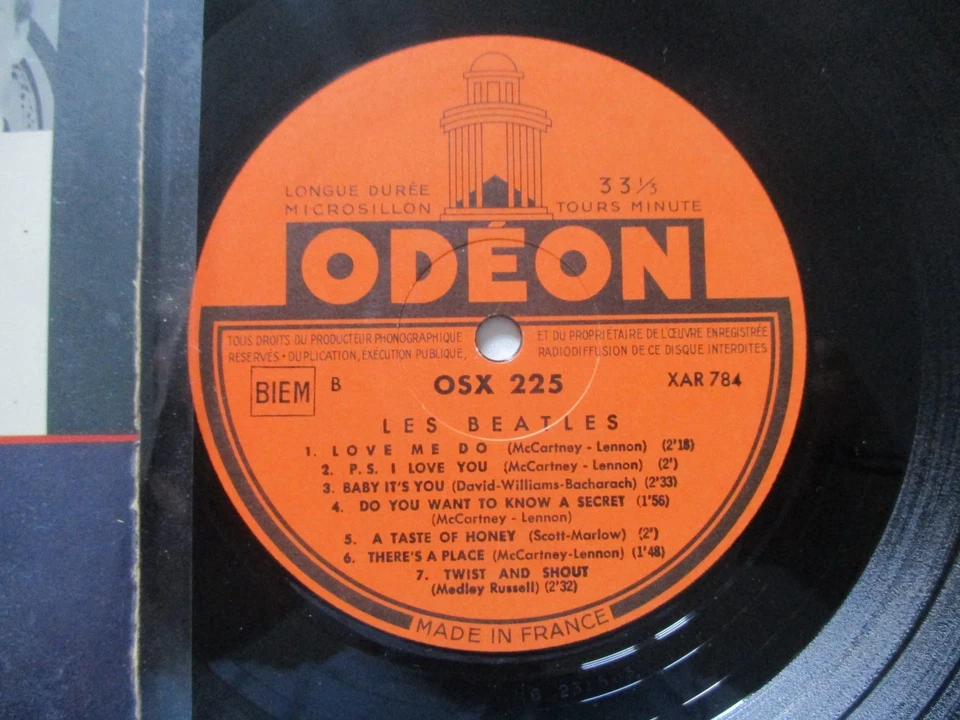 LONGUE DURÉE 33⅓
MICROSILLON TOURS MINUTE
ODÉON
TOUS DROITS DU PRODUCTEUR PHONOGRAPHIQUE ET DU PROPRIÉTAIRE DE L'ŒUVRE ENREGISTRÉE
RÉSERVÉS · DUPLICATION, EXÉCUTION PUBLIQUE, RADIODIFFUSION DE CE DISQUE INTERDITES
BIEM B OSX 225 XAR 784
LES BEATLES
1. LOVE ME DO (McCartney - Lennon) (2'18)
2. P.S. I LOVE YOU (McCartney - Lennon) (2')
3. BABY IT'S YOU (David-Williams-Bacharach) (2'33)
4. DO YOU WANT TO KNOW A SECRET (1'56)
(McCartney - Lennon)
5. A TASTE OF HONEY (Scott-Marlow) (2')
6. THERE'S A PLACE (McCartney-Lennon) (1'48)
7. TWIST AND SHOUT
(Medley Russell) (2'32)
MADE IN FRANCE